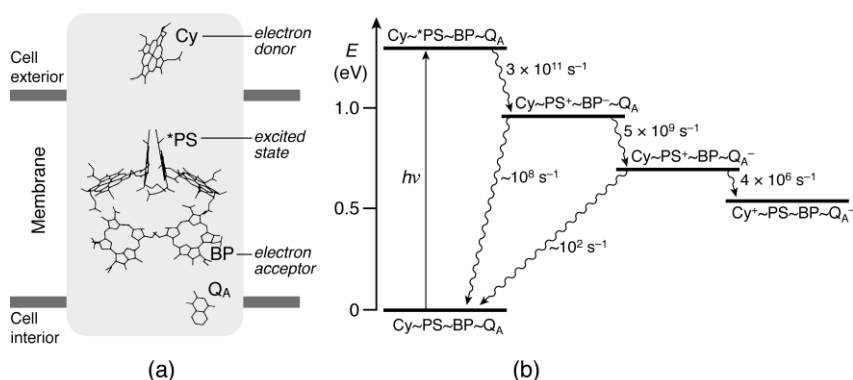 Cy
electron
donor
Cell
exterior
*PS
excited
state
Membrane
BP
electron
acceptor
QA
Cell
interior
(a)
E
(eV)
1.0
0.5
0
Cy~*PS~BP~QA
3 × 10¹¹ s⁻¹
Cy~PS⁺~BP⁻~QA
5 × 10⁹ s⁻¹
Cy~PS⁺~BP~QA⁻
4 × 10⁶ s⁻¹
Cy⁺~PS~BP~QA⁻
hν
~10⁸ s⁻¹
~10² s⁻¹
Cy~PS~BP~QA
(b)